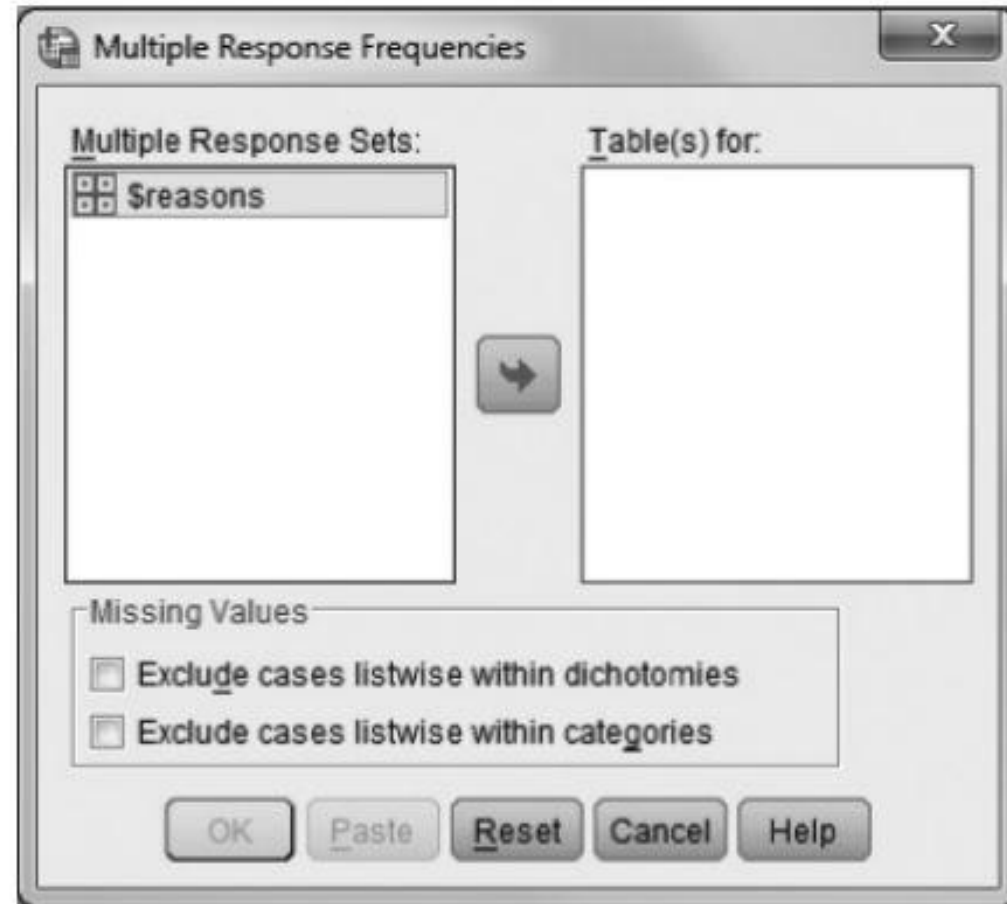 Multiple Response Frequencies
X
Multiple Response Sets:
Table(s) for:
$reasons
Missing Values
Exclude cases listwise within dichotomies
Exclude cases listwise within categories
OK Paste Reset Cancel Help